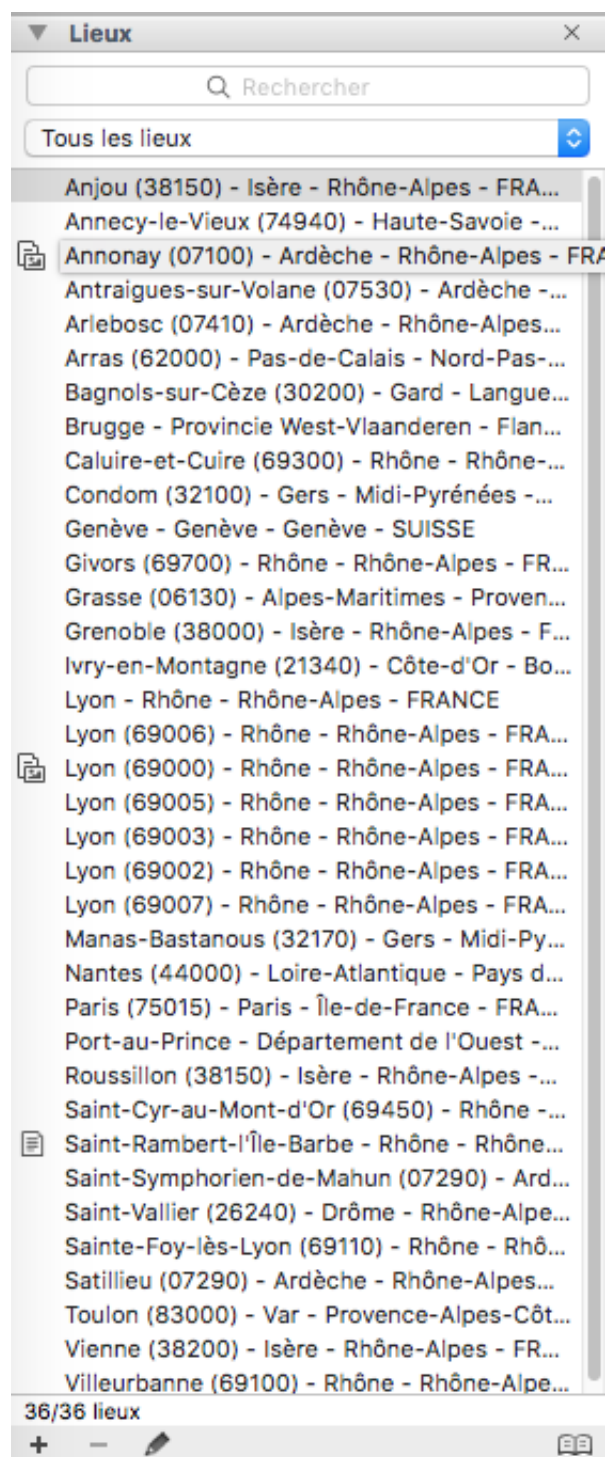 Lieux
Rechercher
Tous les lieux
Anjou (38150) - Isère - Rhône-Alpes - FRA...
Annecy-le-Vieux (74940) - Haute-Savoie -...
Annonay (07100) - Ardèche - Rhône-Alpes - FRA
Antraigues-sur-Volane (07530) - Ardèche -...
Arlebosc (07410) - Ardèche - Rhône-Alpes...
Arras (62000) - Pas-de-Calais - Nord-Pas-...
Bagnols-sur-Cèze (30200) - Gard - Langue...
Brugge - Provincie West-Vlaanderen - Flan...
Caluire-et-Cuire (69300) - Rhône - Rhône-...
Condom (32100) - Gers - Midi-Pyrénées -...
Genève - Genève - Genève - SUISSE
Givors (69700) - Rhône - Rhône-Alpes - FR...
Grasse (06130) - Alpes-Maritimes - Proven...
Grenoble (38000) - Isère - Rhône-Alpes - F...
Ivry-en-Montagne (21340) - Côte-d'Or - Bo...
Lyon - Rhône - Rhône-Alpes - FRANCE
Lyon (69006) - Rhône - Rhône-Alpes - FRA...
Lyon (69000) - Rhône - Rhône-Alpes - FRA...
Lyon (69005) - Rhône - Rhône-Alpes - FRA...
Lyon (69003) - Rhône - Rhône-Alpes - FRA...
Lyon (69002) - Rhône - Rhône-Alpes - FRA...
Lyon (69007) - Rhône - Rhône-Alpes - FRA...
Manas-Bastanous (32170) - Gers - Midi-Py...
Nantes (44000) - Loire-Atlantique - Pays d...
Paris (75015) - Paris - Île-de-France - FRA...
Port-au-Prince - Département de l'Ouest -...
Roussillon (38150) - Isère - Rhône-Alpes -...
Saint-Cyr-au-Mont-d'Or (69450) - Rhône -...
Saint-Rambert-l'Île-Barbe - Rhône - Rhône...
Saint-Symphorien-de-Mahun (07290) - Ard...
Saint-Vallier (26240) - Drôme - Rhône-Alpe...
Sainte-Foy-lès-Lyon (69110) - Rhône - Rhô...
Satillieu (07290) - Ardèche - Rhône-Alpes...
Toulon (83000) - Var - Provence-Alpes-Côt...
Vienne (38200) - Isère - Rhône-Alpes - FR...
Villeurbanne (69100) - Rhône - Rhône-Alpe...
36/36 lieux